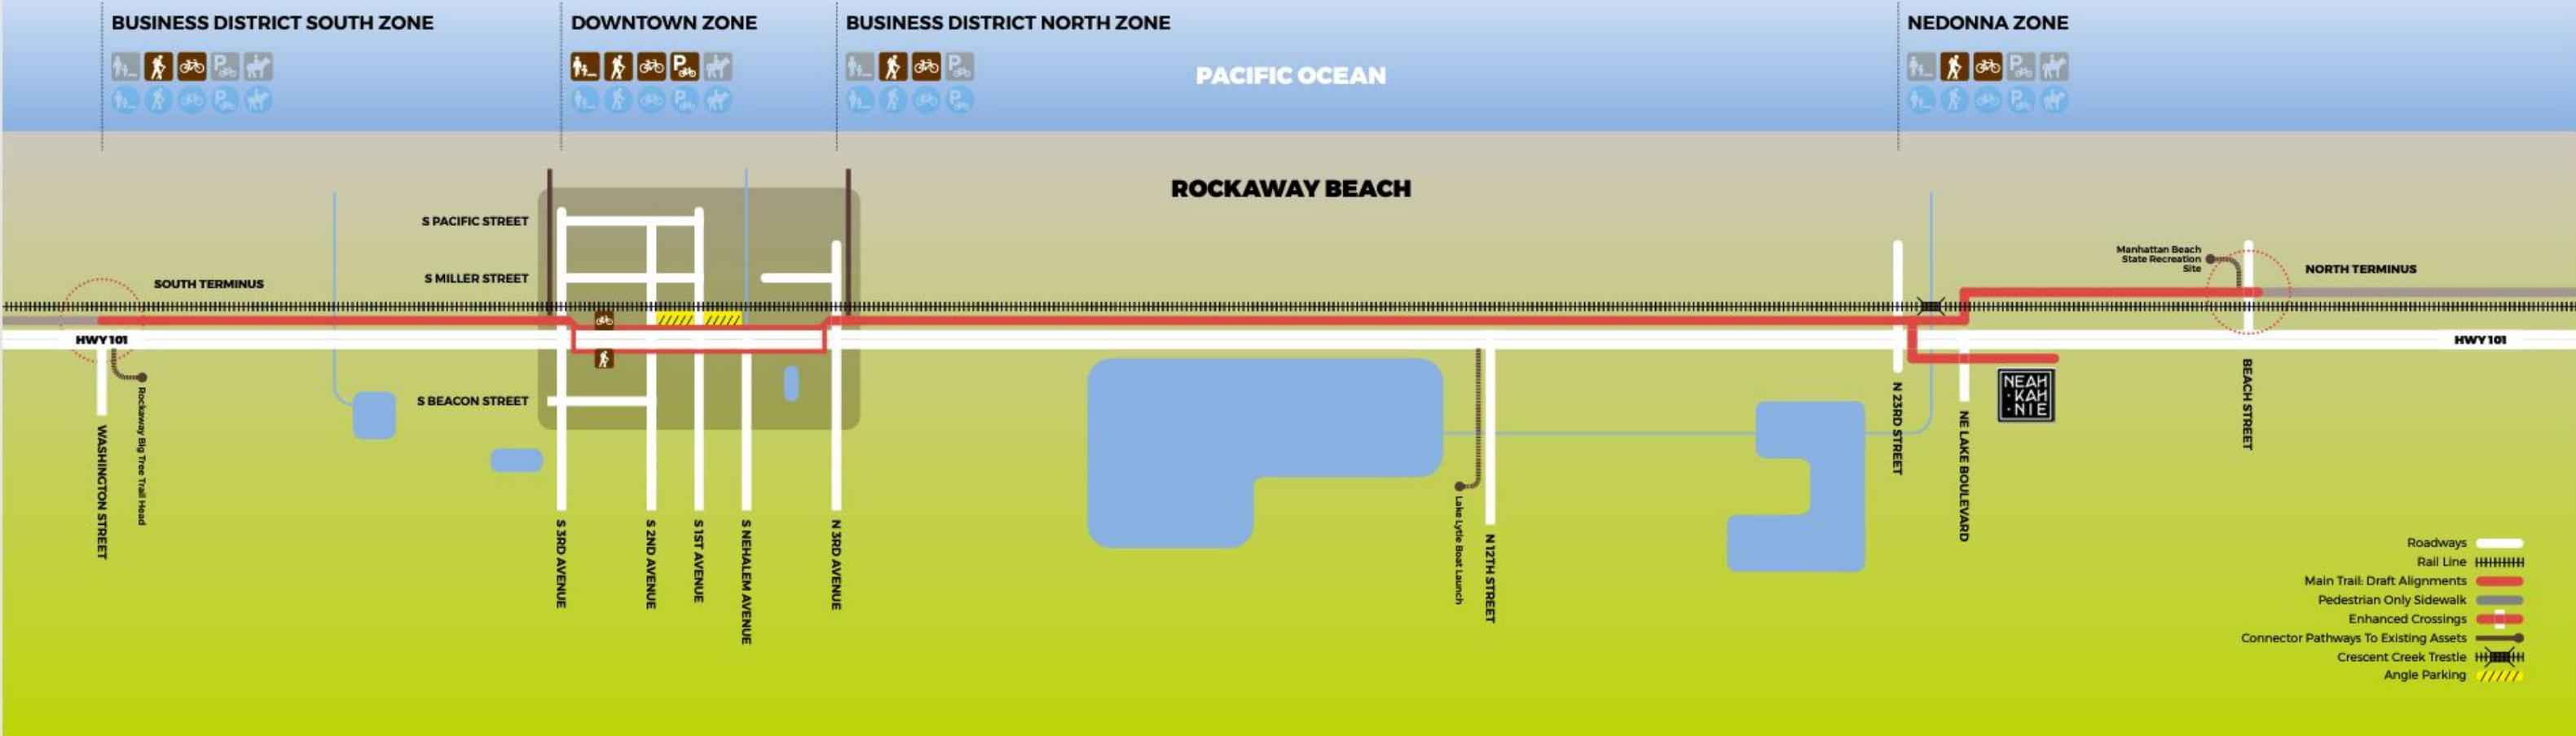 BUSINESS DISTRICT SOUTH ZONE
DOWNTOWN ZONE
BUSINESS DISTRICT NORTH ZONE
NEDONNA ZONE
P
P
P
P
P
P
P
P
PACIFIC OCEAN
ROCKAWAY BEACH
S PACIFIC STREET
S MILLER STREET
SOUTH TERMINUS
Manhattan Beach
State Recreation
Site
NORTH TERMINUS
HWY 101
HWY 101
S BEACON STREET
NEAH
·KAH
·NIE
WASHINGTON STREET
Rockaway Big Tree Trail Head
S 3RD AVENUE
S 2ND AVENUE
S 1ST AVENUE
S NEHALEM AVENUE
N 3RD AVENUE
Lake Lytle Boat Launch
N 12TH STREET
N 23RD STREET
NE LAKE BOULEVARD
BEACH STREET
Roadways
Rail Line
Main Trail: Draft Alignments
Pedestrian Only Sidewalk
Enhanced Crossings
Connector Pathways To Existing Assets
Crescent Creek Trestle
Angle Parking